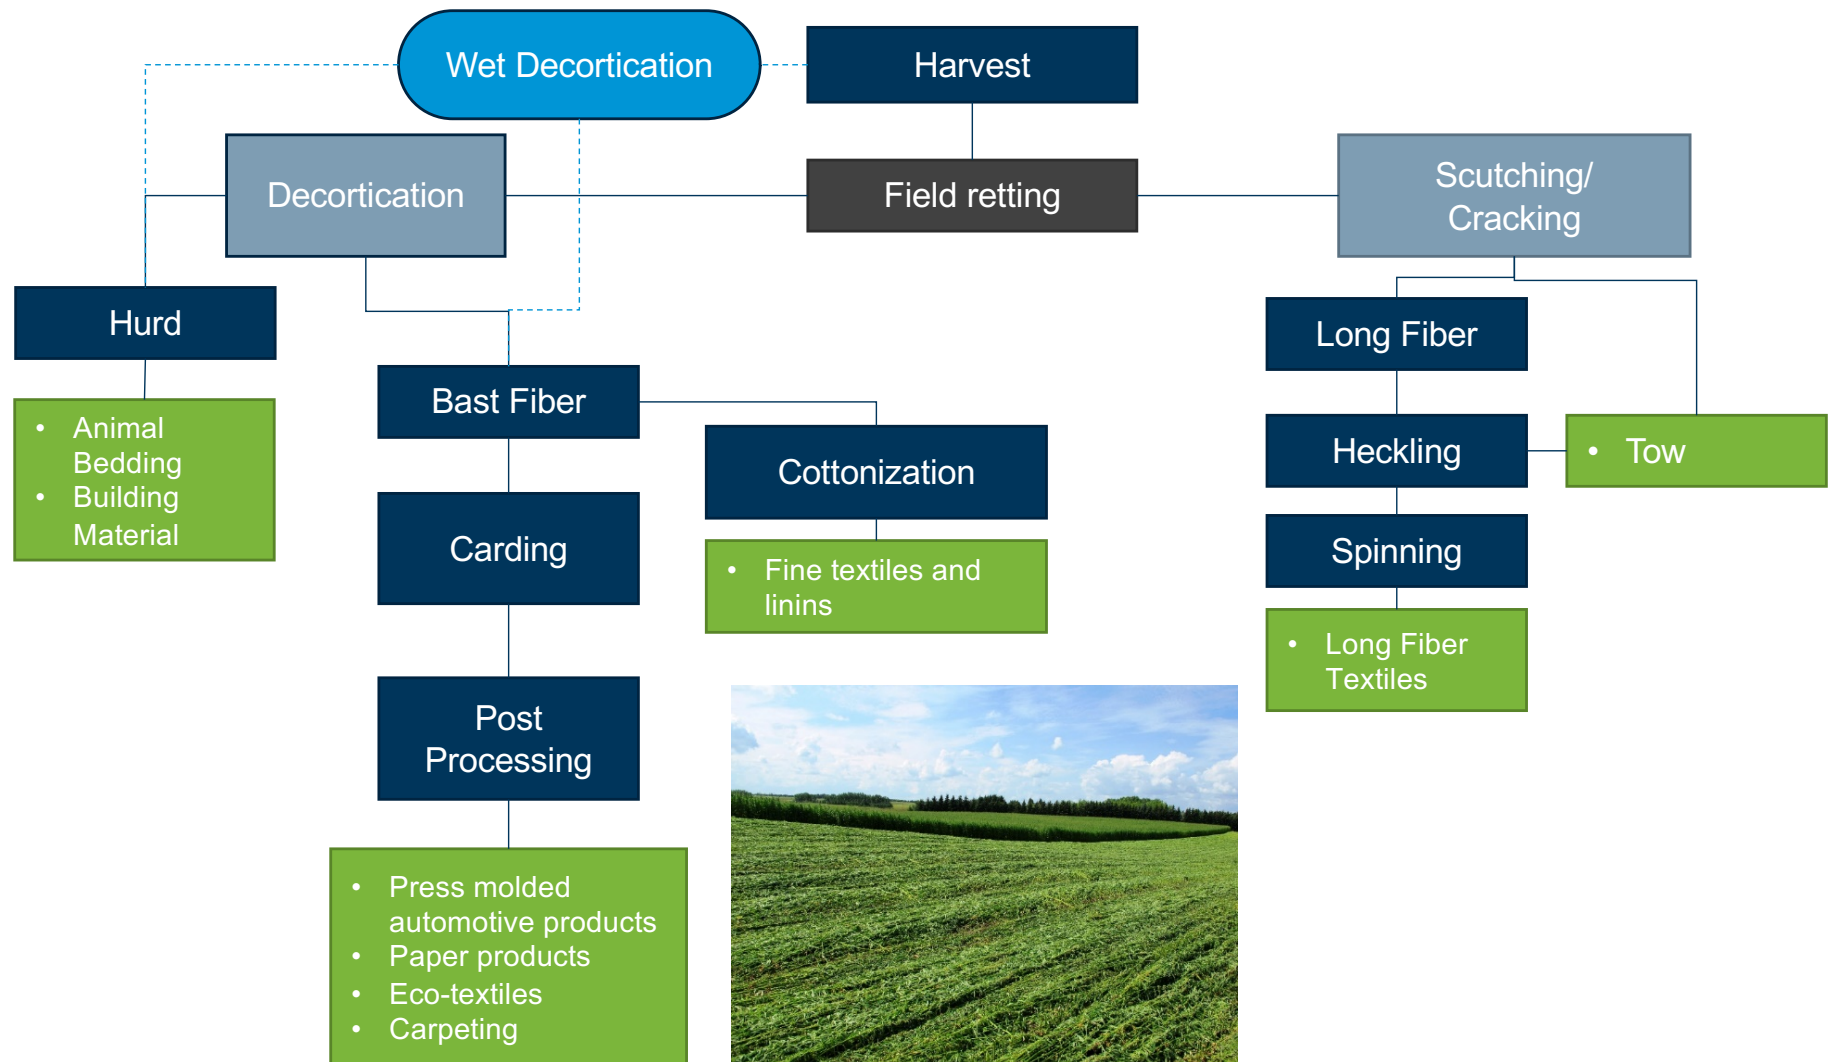 Wet Decortication
Harvest
Decortication
Field retting
Scutching/
Cracking
Hurd
Long Fiber
Bast Fiber
• Animal
Bedding
• Building
Material
Heckling
• Tow
Cottonization
Carding
Spinning
• Fine textiles and
linins
• Long Fiber
Textiles
Post
Processing
• Press molded
automotive products
• Paper products
• Eco-textiles
• Carpeting